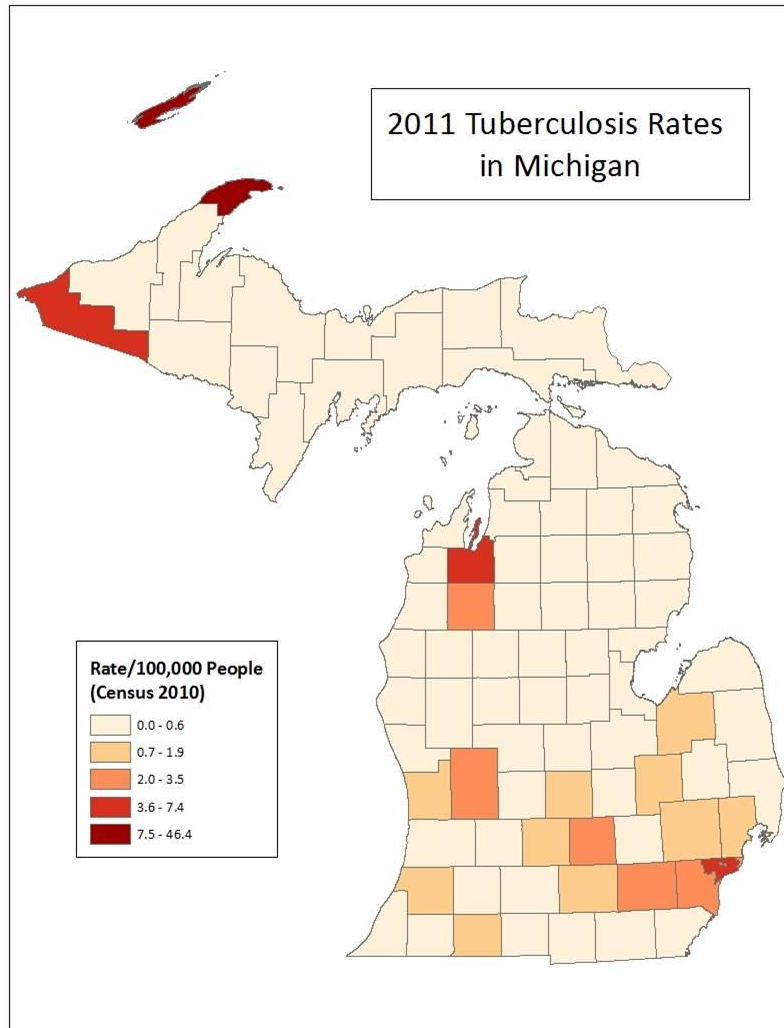 2011 Tuberculosis Rates
in Michigan
Rate/100,000 People
(Census 2010)
0.0 - 0.6
0.7 - 1.9
2.0 - 3.5
3.6 - 7.4
7.5 - 46.4